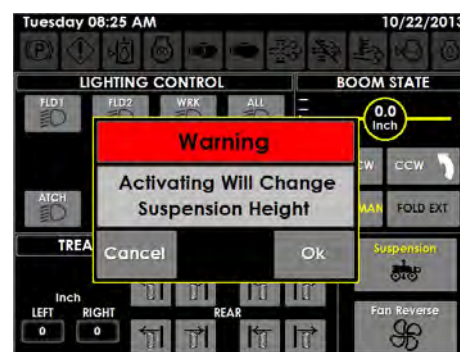 Tuesday 08:25 AM 10/22/2013
LIGHTING CONTROL BOOM STATE
FLD1 FLD2 WRK ALL
0.0
Inch
Warning
CW CCW
Activating Will Change
Suspension Height
ATCH MAN FOLD EXT
TREA
Cancel Ok
Suspension
Inch
LEFT RIGHT REAR
Fan Reverse
0 0